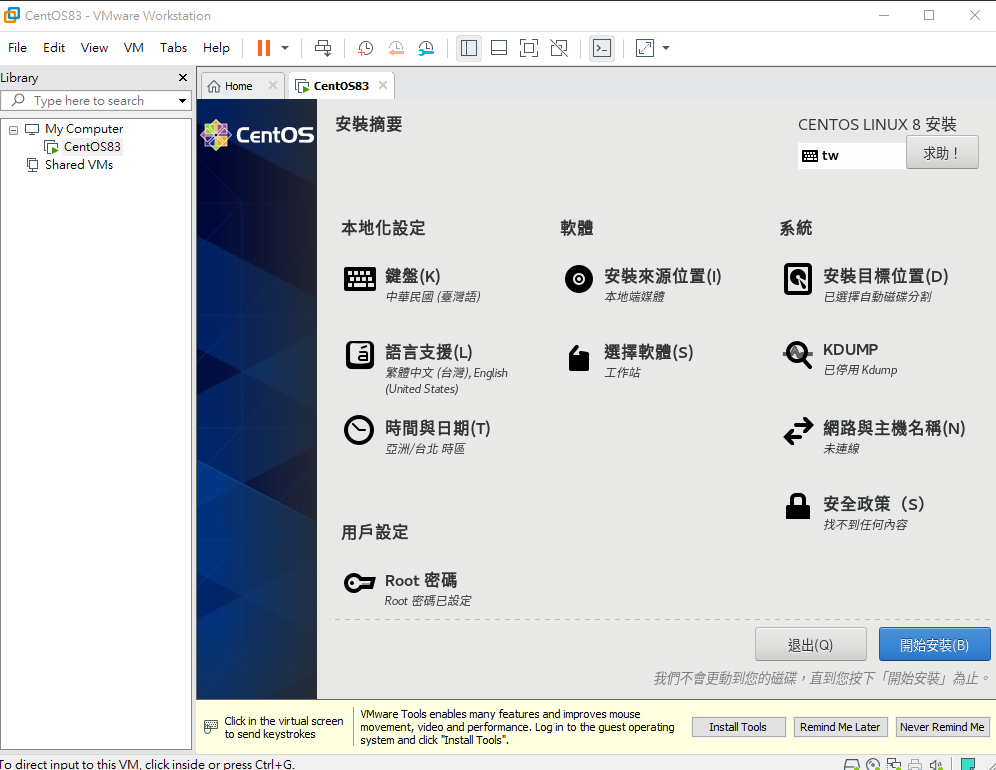 CentOS83 - VMware Workstation
File Edit View VM Tabs Help
Library
Type here to search
My Computer
CentOS83
Shared VMs
Home
CentOS83
CentOS
安裝摘要
CENTOS LINUX 8 安裝
tw
求助！
本地化設定
鍵盤(K)
中華民國 (臺灣語)
語言支援(L)
繁體中文 (台灣), English
(United States)
時間與日期(T)
亞洲/台北 時區
軟體
安裝來源位置(I)
本地端媒體
選擇軟體(S)
工作站
系統
安裝目標位置(D)
已選擇自動磁碟分割
KDUMP
已停用 Kdump
網路與主機名稱(N)
未連線
安全政策（S）
找不到任何內容
用戶設定
Root 密碼
Root 密碼已設定
退出(Q)
開始安裝(B)
我們不會更動到您的磁碟，直到您按下「開始安裝」為止。
Click in the virtual screen
to send keystrokes
VMware Tools enables many features and improves mouse
movement, video and performance. Log in to the guest operating
system and click "Install Tools".
Install Tools
Remind Me Later
Never Remind Me
To direct input to this VM, click inside or press Ctrl+G.